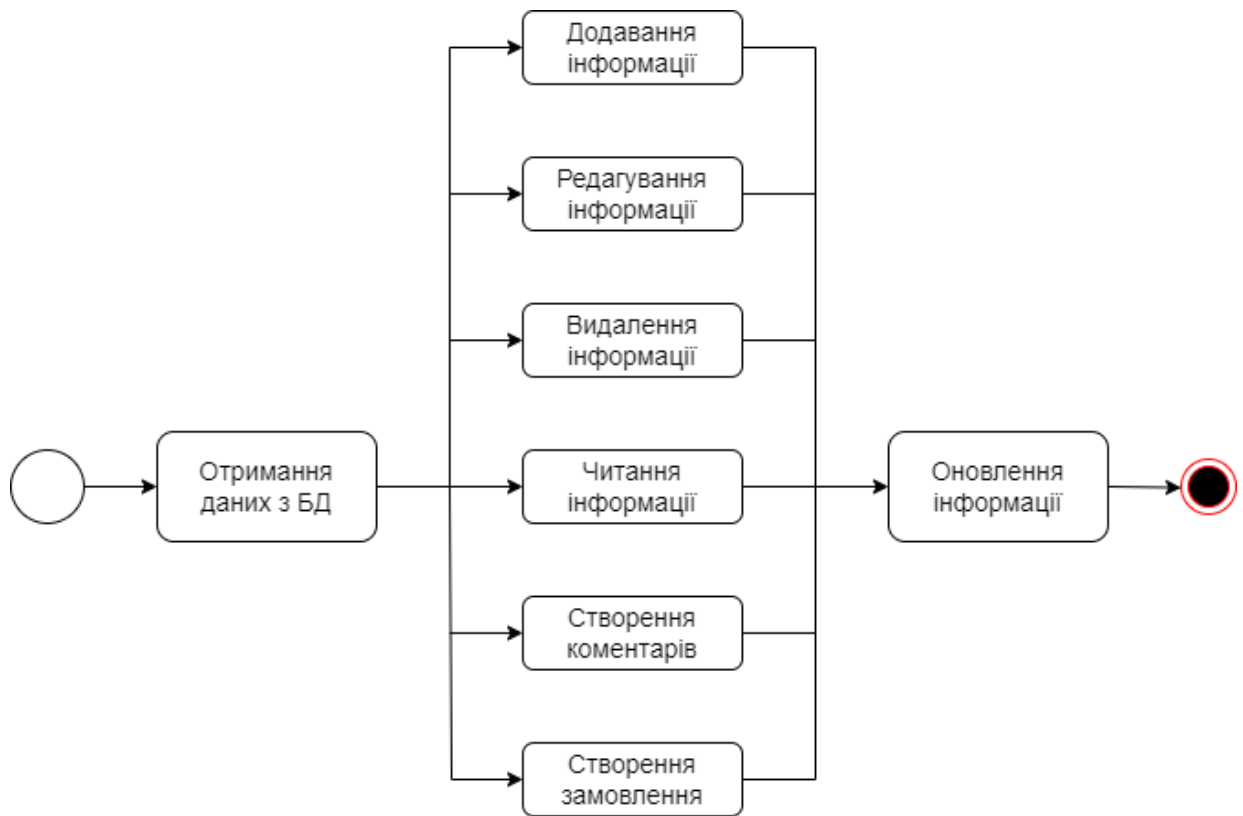 Додавання
інформації
Редагування
інформації
Видалення
інформації
Отримання
даних з БД
Читання
інформації
Оновлення
інформації
Створення
коментарів
Створення
замовлення